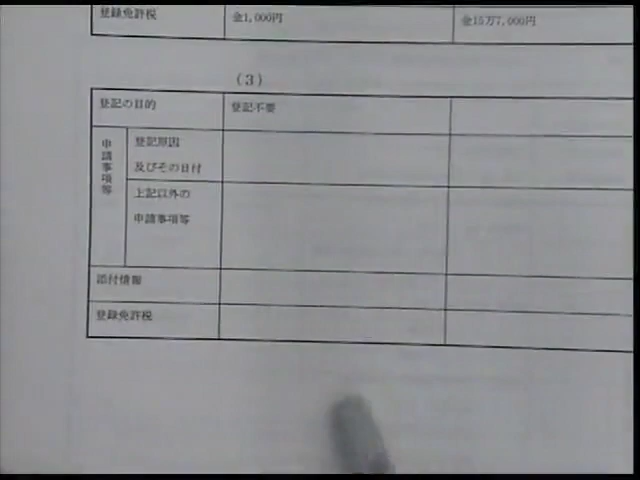 登録免許税
金1,000円
金15万7,000円
(3)
登記の目的
登記不要
申請事項等
登記原因
及びその日付
上記以外の
申請事項等
添付情報
登録免許税